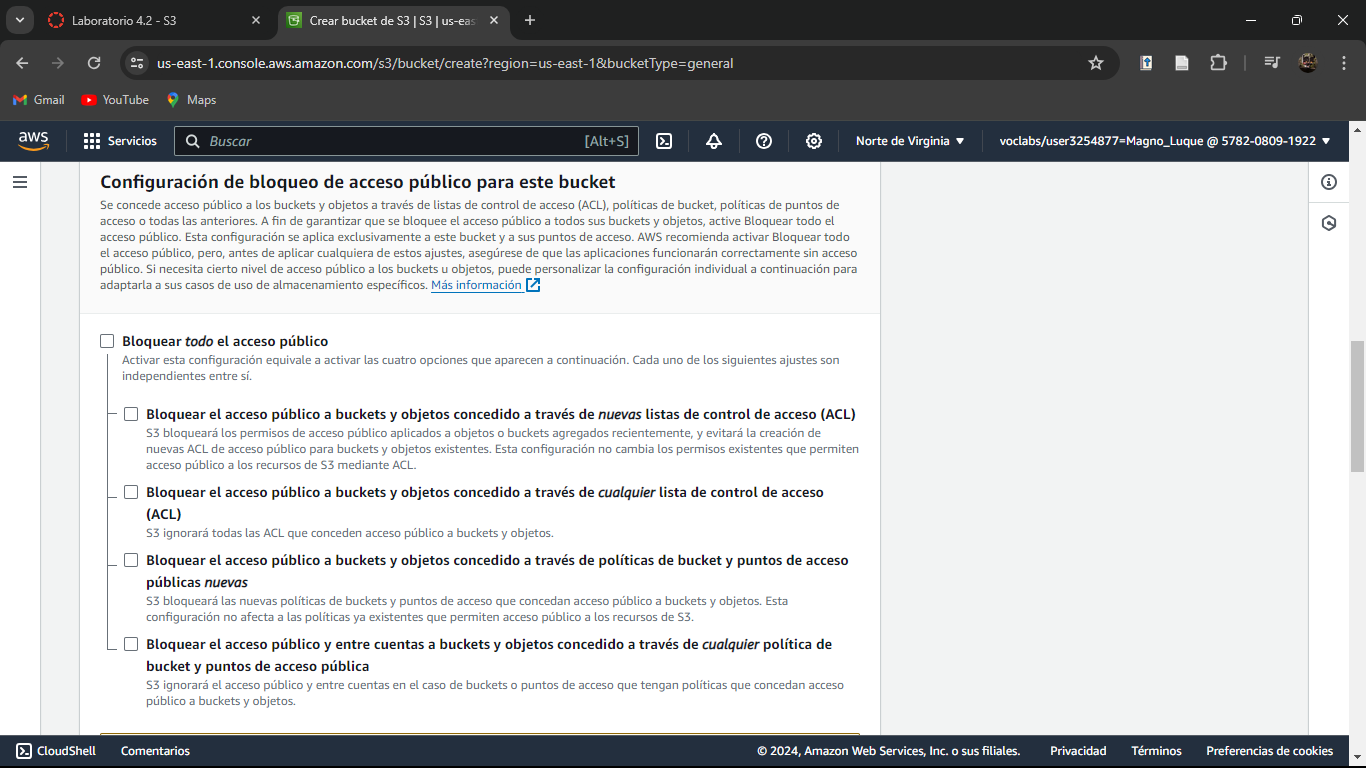 Laboratorio 4.2 - S3
Crear bucket de S3 | S3 | us-eas
us-east-1.console.aws.amazon.com/s3/bucket/create?region=us-east-1&bucketType=general
Gmail YouTube Maps
aws Servicios Buscar [Alt+S] Norte de Virginia voclabs/user3254877=Magno_Luque @ 5782-0809-1922
Configuración de bloqueo de acceso público para este bucket
Se concede acceso público a los buckets y objetos a través de listas de control de acceso (ACL), políticas de bucket, políticas de puntos de
acceso o todas las anteriores. A fin de garantizar que se bloquee el acceso público a todos sus buckets y objetos, active Bloquear todo el
acceso público. Esta configuración se aplica exclusivamente a este bucket y a sus puntos de acceso. AWS recomienda activar Bloquear todo
el acceso público, pero, antes de aplicar cualquiera de estos ajustes, asegúrese de que las aplicaciones funcionarán correctamente sin acceso
público. Si necesita cierto nivel de acceso público a los buckets u objetos, puede personalizar la configuración individual a continuación para
adaptarla a sus casos de uso de almacenamiento específicos. Más información
Bloquear todo el acceso público
Activar esta configuración equivale a activar las cuatro opciones que aparecen a continuación. Cada uno de los siguientes ajustes son
independientes entre sí.
Bloquear el acceso público a buckets y objetos concedido a través de nuevas listas de control de acceso (ACL)
S3 bloqueará los permisos de acceso público aplicados a objetos o buckets agregados recientemente, y evitará la creación de
nuevas ACL de acceso público para buckets y objetos existentes. Esta configuración no cambia los permisos existentes que permiten
acceso público a los recursos de S3 mediante ACL.
Bloquear el acceso público a buckets y objetos concedido a través de cualquier lista de control de acceso
(ACL)
S3 ignorará todas las ACL que conceden acceso público a buckets y objetos.
Bloquear el acceso público a buckets y objetos concedido a través de políticas de bucket y puntos de acceso
públicas nuevas
S3 bloqueará las nuevas políticas de buckets y puntos de acceso que concedan acceso público a buckets y objetos. Esta
configuración no afecta a las políticas ya existentes que permiten acceso público a los recursos de S3.
Bloquear el acceso público y entre cuentas a buckets y objetos concedido a través de cualquier política de
bucket y puntos de acceso pública
S3 ignorará el acceso público y entre cuentas en el caso de buckets o puntos de acceso que tengan políticas que concedan acceso
público a buckets y objetos.
CloudShell Comentarios © 2024, Amazon Web Services, Inc. o sus filiales. Privacidad Términos Preferencias de cookies